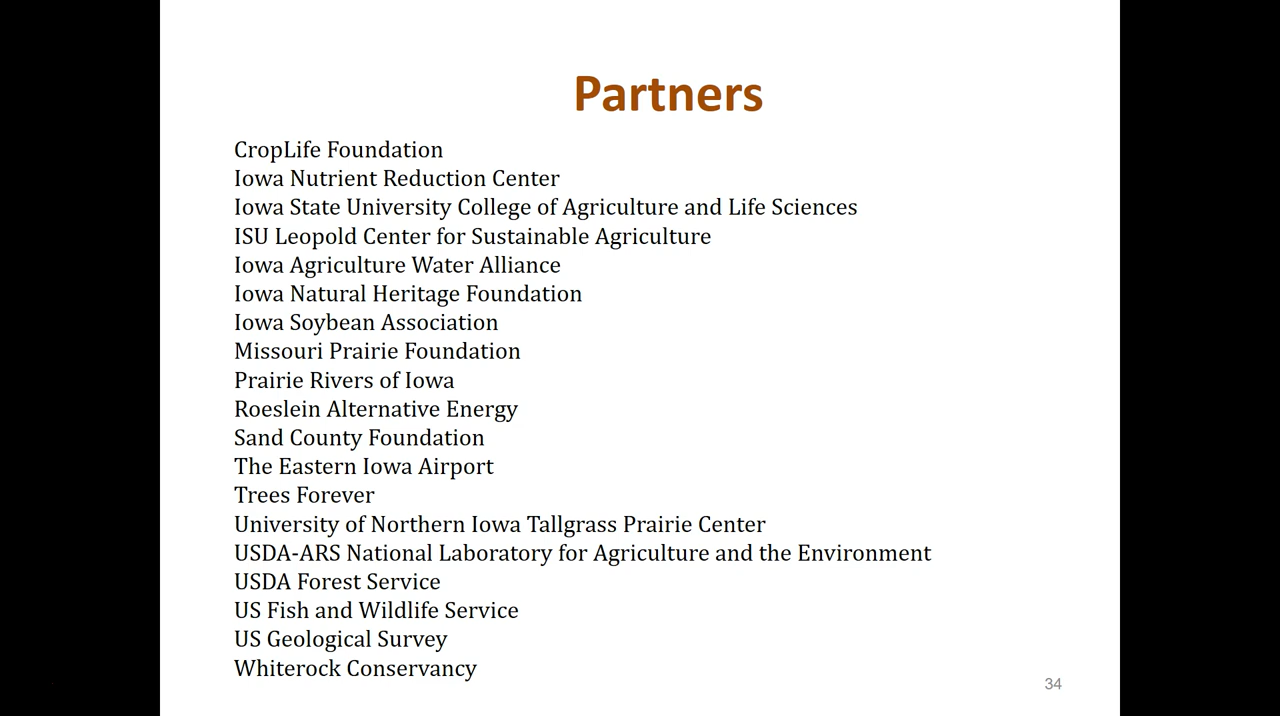 Partners
CropLife Foundation
Iowa Nutrient Reduction Center
Iowa State University College of Agriculture and Life Sciences
ISU Leopold Center for Sustainable Agriculture
Iowa Agriculture Water Alliance
Iowa Natural Heritage Foundation
Iowa Soybean Association
Missouri Prairie Foundation
Prairie Rivers of Iowa
Roeslein Alternative Energy
Sand County Foundation
The Eastern Iowa Airport
Trees Forever
University of Northern Iowa Tallgrass Prairie Center
USDA-ARS National Laboratory for Agriculture and the Environment
USDA Forest Service
US Fish and Wildlife Service
US Geological Survey
Whiterock Conservancy
34